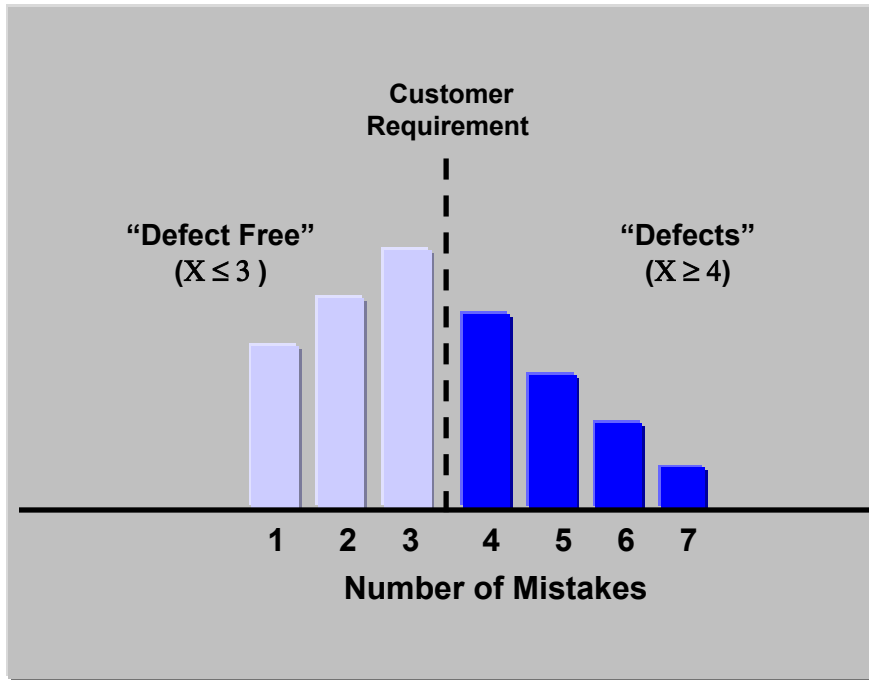 Customer
Requirement
“Defect Free”
(X ≤ 3 )
“Defects”
(X ≥ 4)
1 2 3 4 5 6 7
Number of Mistakes